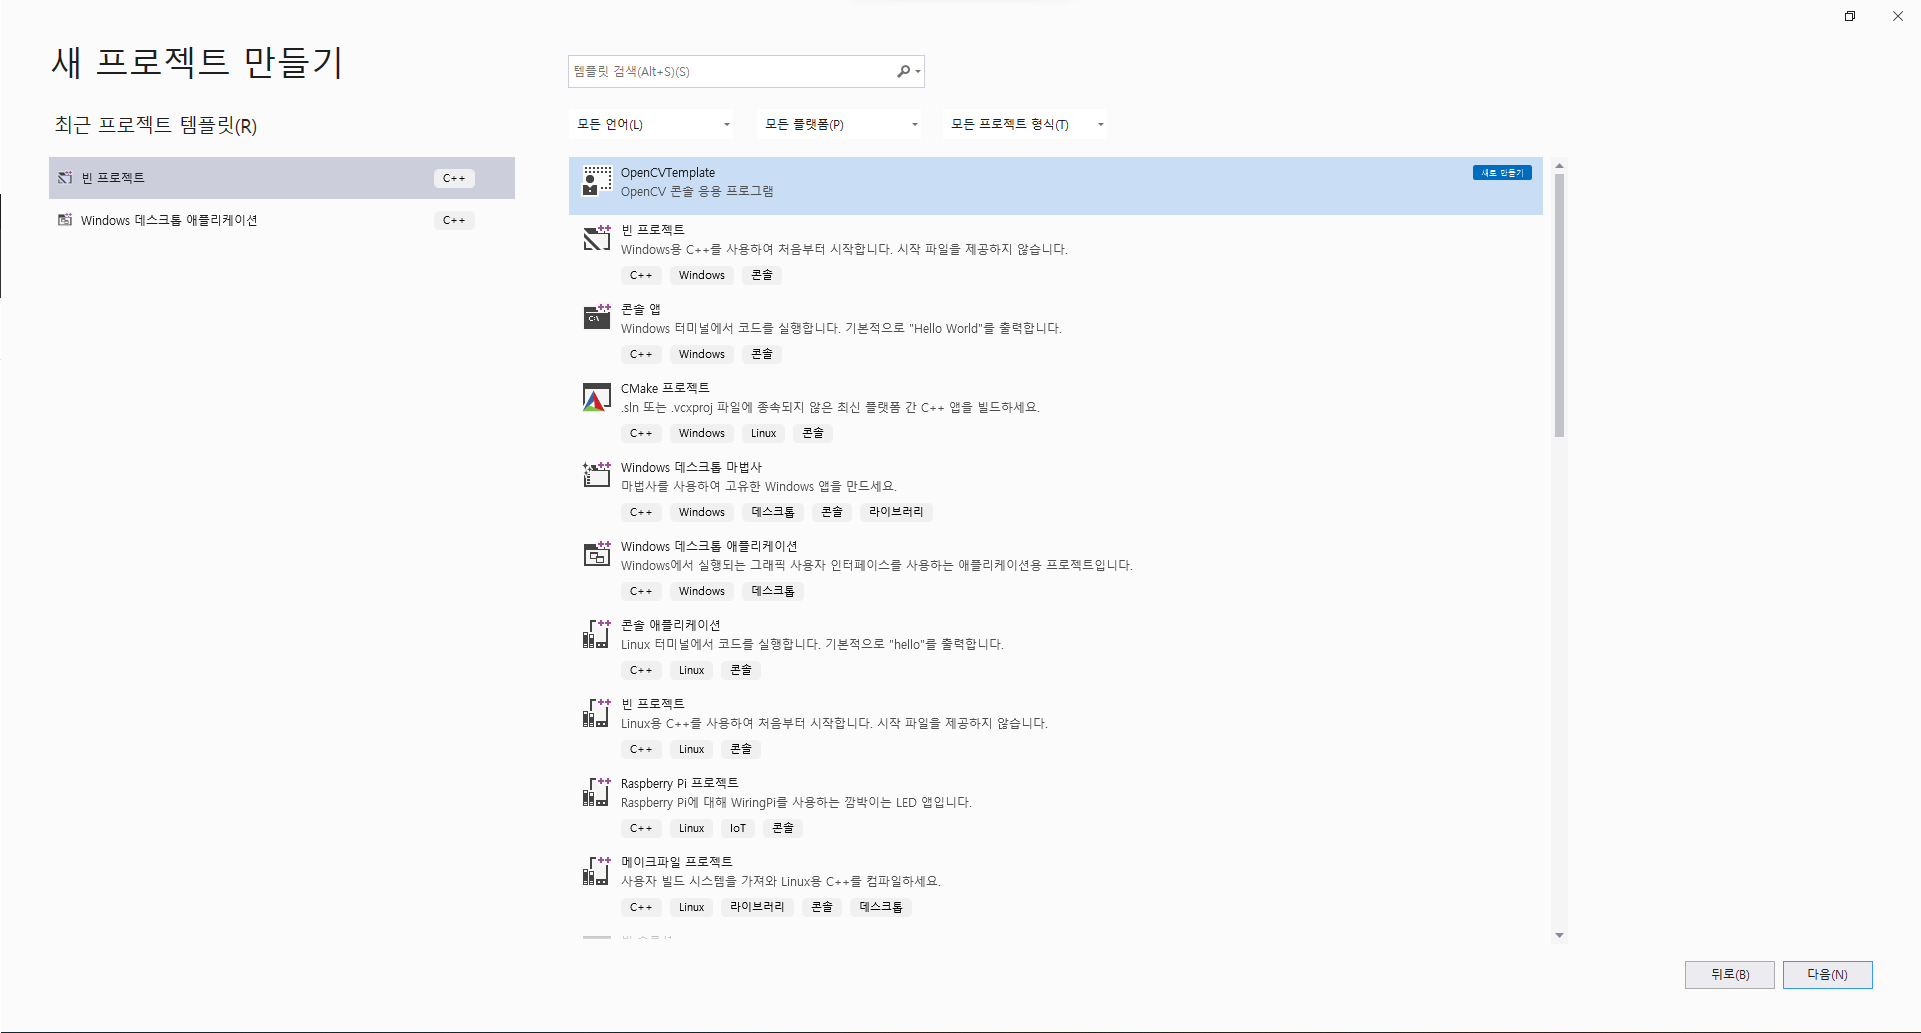 새 프로젝트 만들기
최근 프로젝트 템플릿(R)
빈 프로젝트 C++
Windows 데스크톱 애플리케이션 C++
템플릿 검색(Alt+S)(S)
모든 언어(L) 모든 플랫폼(P) 모든 프로젝트 형식(T)
OpenCVTemplate 새로 만들기
OpenCV 콘솔 응용 프로그램
빈 프로젝트
Windows용 C++를 사용하여 처음부터 시작합니다. 시작 파일을 제공하지 않습니다.
C++ Windows 콘솔
콘솔 앱
Windows 터미널에서 코드를 실행합니다. 기본적으로 "Hello World"를 출력합니다.
C++ Windows 콘솔
CMake 프로젝트
.sln 또는 .vcxproj 파일에 종속되지 않은 최신 플랫폼 간 C++ 앱을 빌드하세요.
C++ Windows Linux 콘솔
Windows 데스크톱 마법사
마법사를 사용하여 고유한 Windows 앱을 만드세요.
C++ Windows 데스크톱 콘솔 라이브러리
Windows 데스크톱 애플리케이션
Windows에서 실행되는 그래픽 사용자 인터페이스를 사용하는 애플리케이션용 프로젝트입니다.
C++ Windows 데스크톱
콘솔 애플리케이션
Linux 터미널에서 코드를 실행합니다. 기본적으로 "hello"를 출력합니다.
C++ Linux 콘솔
빈 프로젝트
Linux용 C++를 사용하여 처음부터 시작합니다. 시작 파일을 제공하지 않습니다.
C++ Linux 콘솔
Raspberry Pi 프로젝트
Raspberry Pi에 대해 WiringPi를 사용하는 깜박이는 LED 앱입니다.
C++ Linux IoT 콘솔
메이크파일 프로젝트
사용자 빌드 시스템을 가져와 Linux용 C++를 컴파일하세요.
C++ Linux 라이브러리 콘솔 데스크톱
뒤로(B) 다음(N)